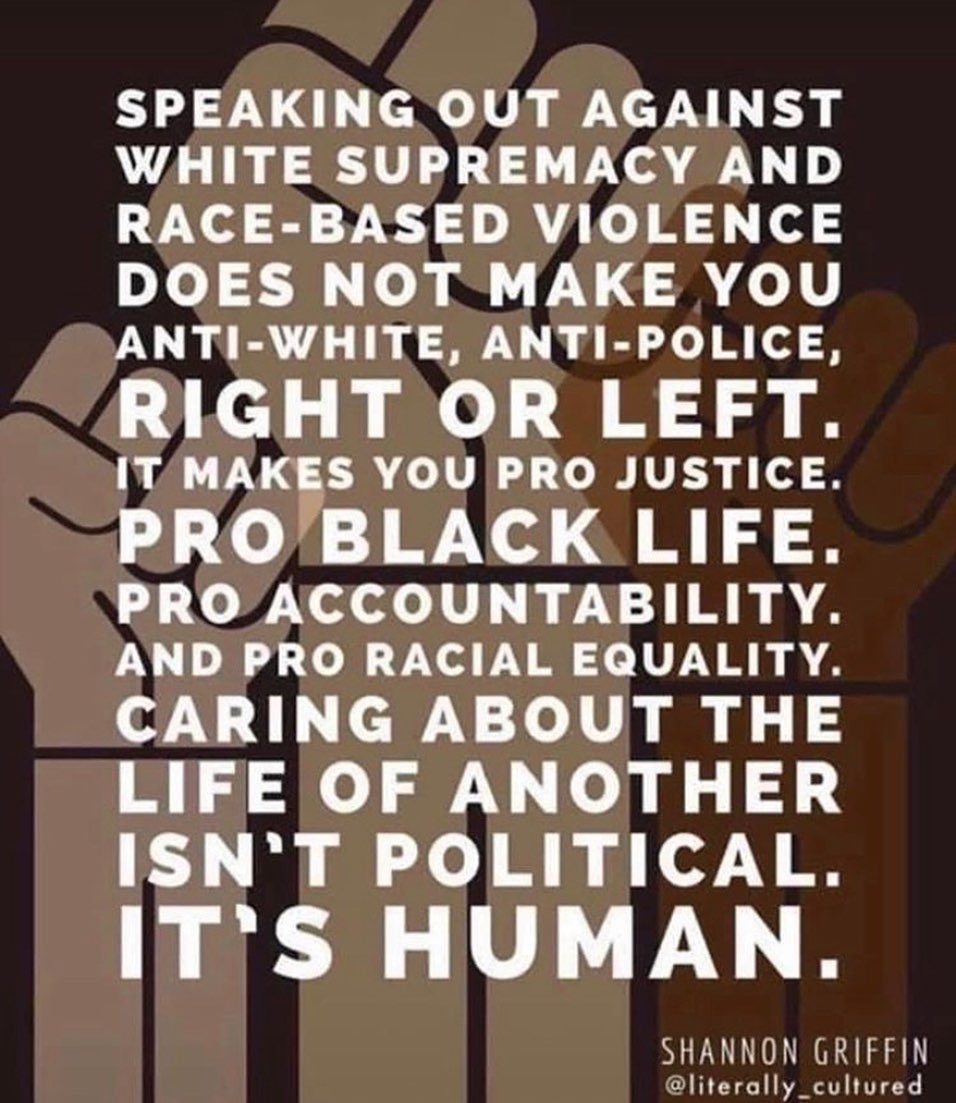 SPEAKING OUT AGAINST
WHITE SUPREMACY AND
RACE-BASED VIOLENCE
DOES NOT MAKE YOU
ANTI-WHITE, ANTI-POLICE,
RIGHT OR LEFT.
IT MAKES YOU PRO JUSTICE.
PRO BLACK LIFE.
PRO ACCOUNTABILITY.
AND PRO RACIAL EQUALITY.
CARING ABOUT THE
LIFE OF ANOTHER
ISN'T POLITICAL.
IT'S HUMAN.
SHANNON GRIFFIN
@literally_cultured